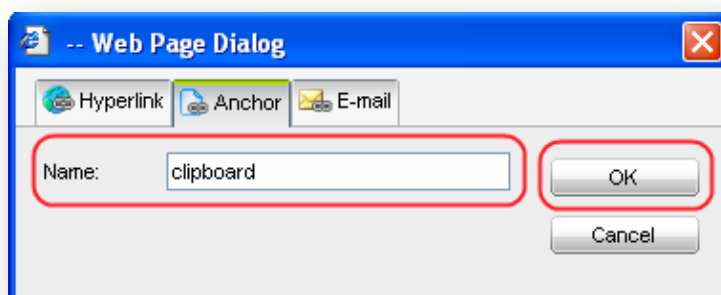 -- Web Page Dialog
Hyperlink Anchor E-mail
Name: clipboard OK
Cancel